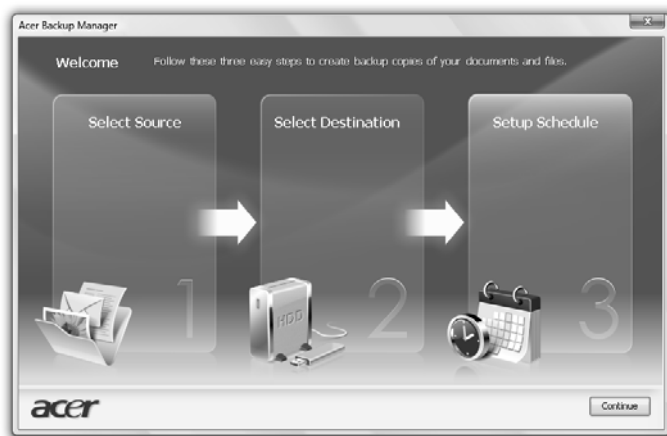 Acer Backup Manager
Welcome Follow these three easy steps to create backup copies of your documents and files.
Select Source
Select Destination
Setup Schedule
HDD
1
2
3
acer
Continue